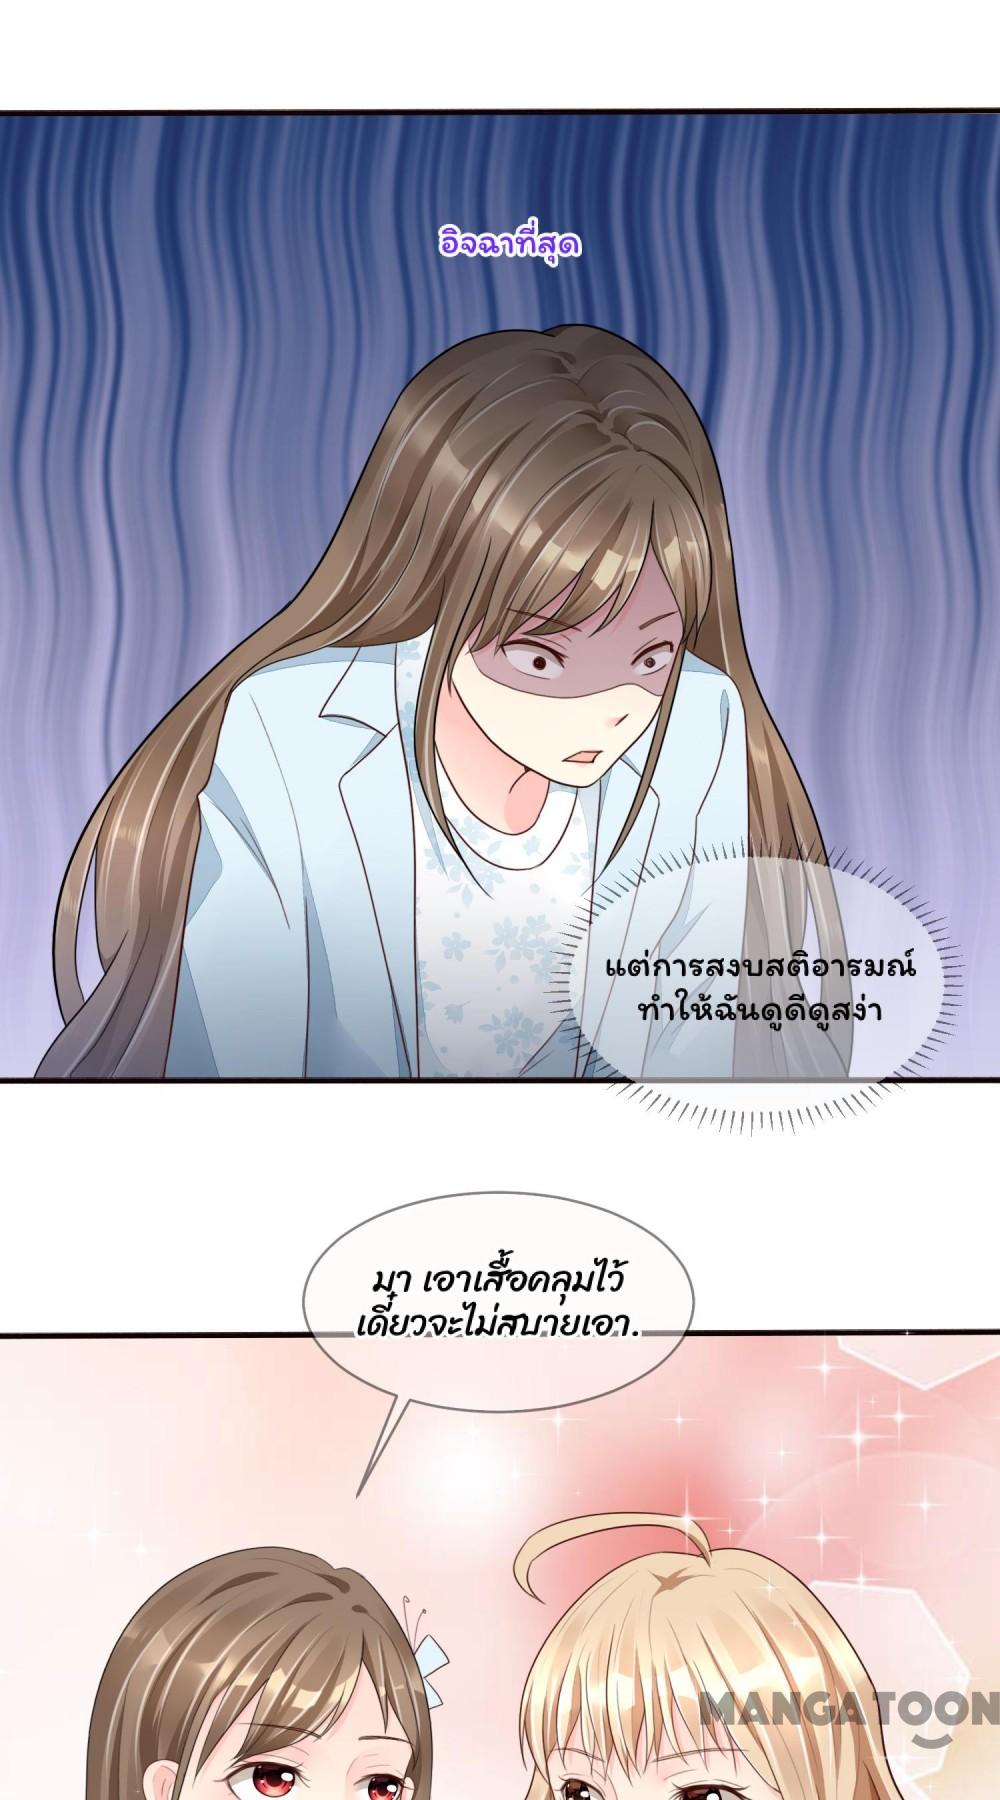 อิจฉาที่สุด
แต่การสงบสติอารมณ์
ทำให้ฉันดูดีดูสง่า
มา เอาเสื้อคลุมไว้
เดี๋ยวจะไม่สบายเอา.
MANGATOON